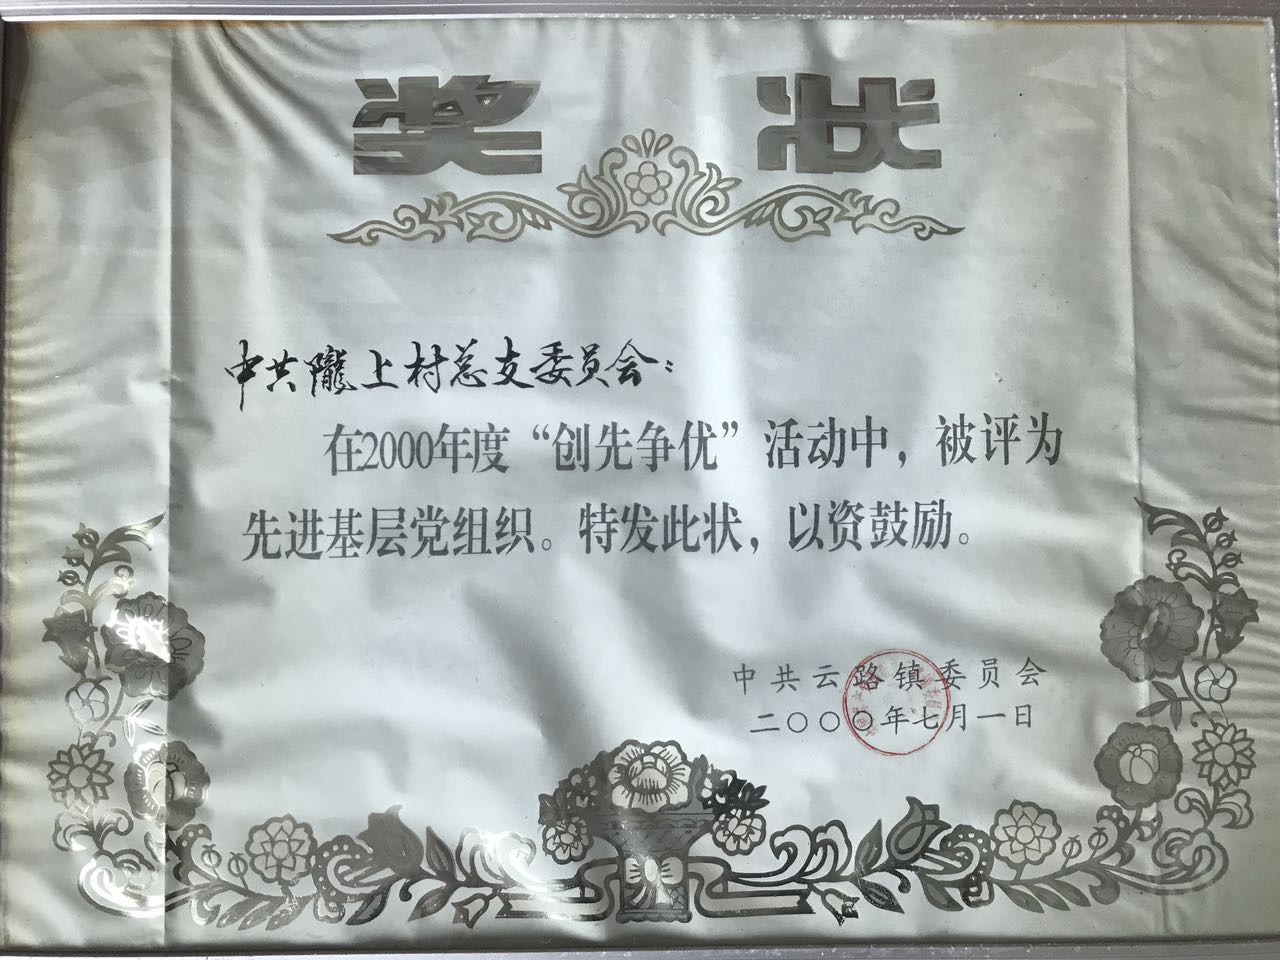 奖状
中共隴上村总支委员会：
在2000年度“创先争优”活动中，被评为
先进基层党组织。特发此状，以资鼓励。
中共云路镇委员会
二〇〇〇年七月一日